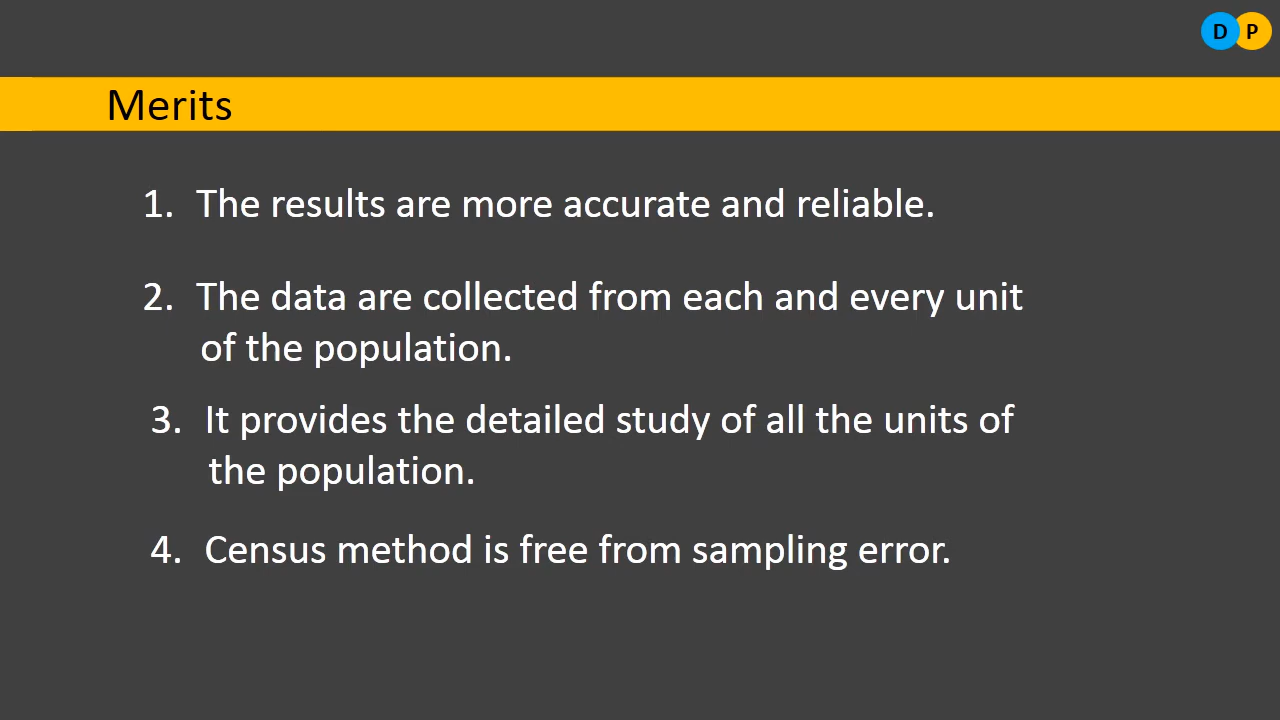 D P
Merits
1. The results are more accurate and reliable.
2. The data are collected from each and every unit
of the population.
3. It provides the detailed study of all the units of
the population.
4. Census method is free from sampling error.